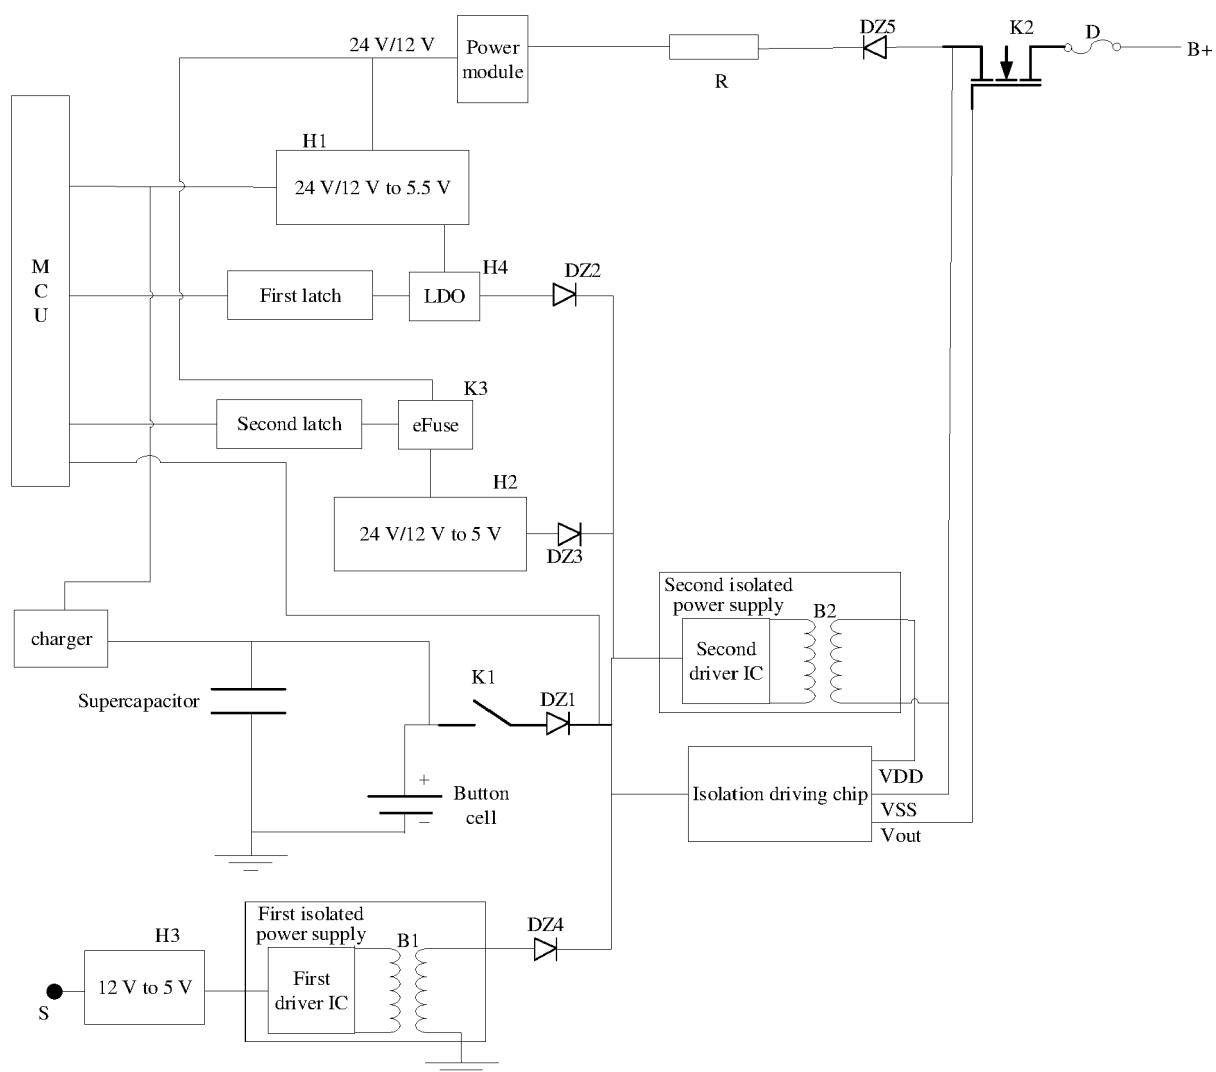 DZ5
K2
D
B+
24 V/12 V
Power
module
R
H1
24 V/12 V to 5.5 V
M
C
U
First latch
LDO
H4
DZ2
K3
Second latch
eFuse
H2
24 V/12 V to 5 V
DZ3
Second isolated
power supply
B2
Second
driver IC
charger
K1
Supercapacitor
DZ1
+
Button
cell
−
Isolation driving chip
VDD
VSS
Vout
First isolated
power supply
B1
DZ4
H3
12 V to 5 V
First
driver IC
S